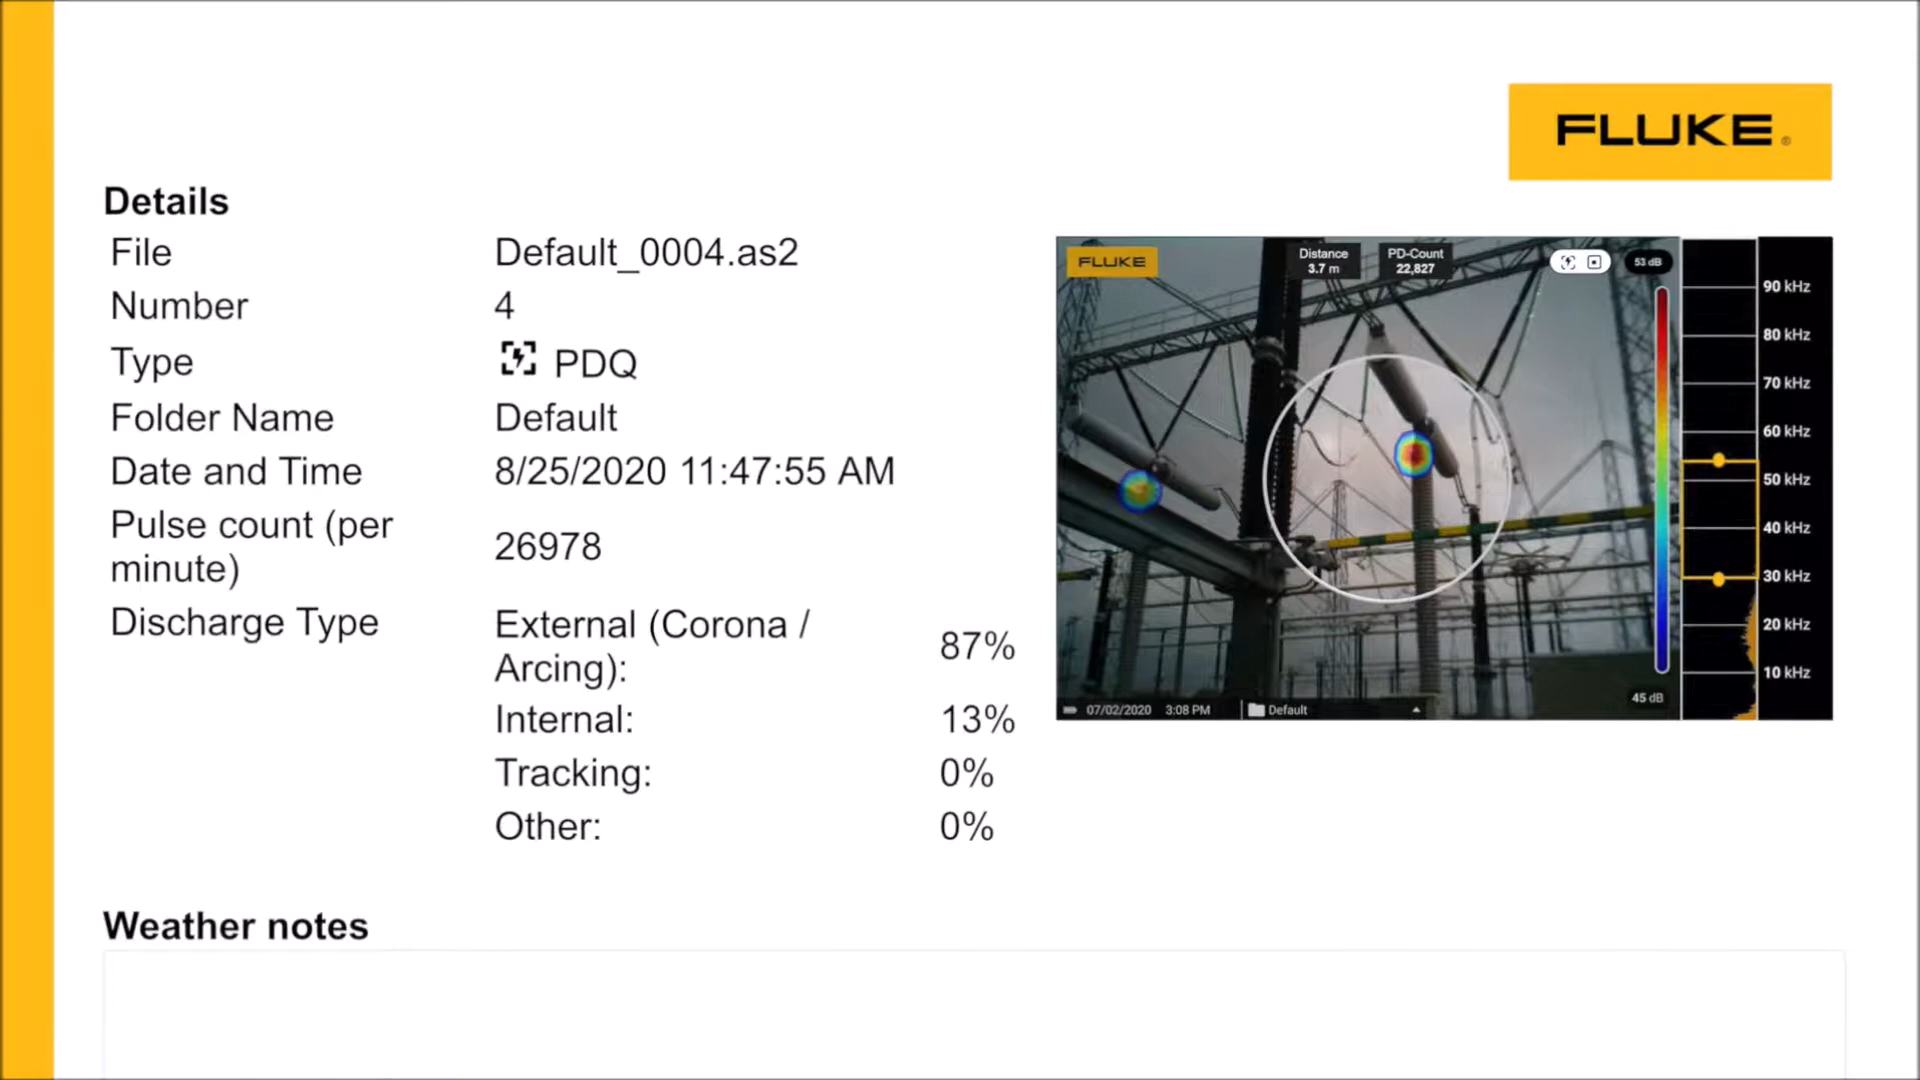 FLUKE®
Details
File Default_0004.as2
Number 4
Type PDQ
Folder Name Default
Date and Time 8/25/2020 11:47:55 AM
Pulse count (per
minute) 26978
Discharge Type External (Corona /
Arcing): 87%
Internal: 13%
Tracking: 0%
Other: 0%
FLUKE
Distance
3.7 m
PD-Count
22,827
53 dB
45 dB
90 kHz
80 kHz
70 kHz
60 kHz
50 kHz
40 kHz
30 kHz
20 kHz
10 kHz
07/02/2020 3:08 PM Default
Weather notes